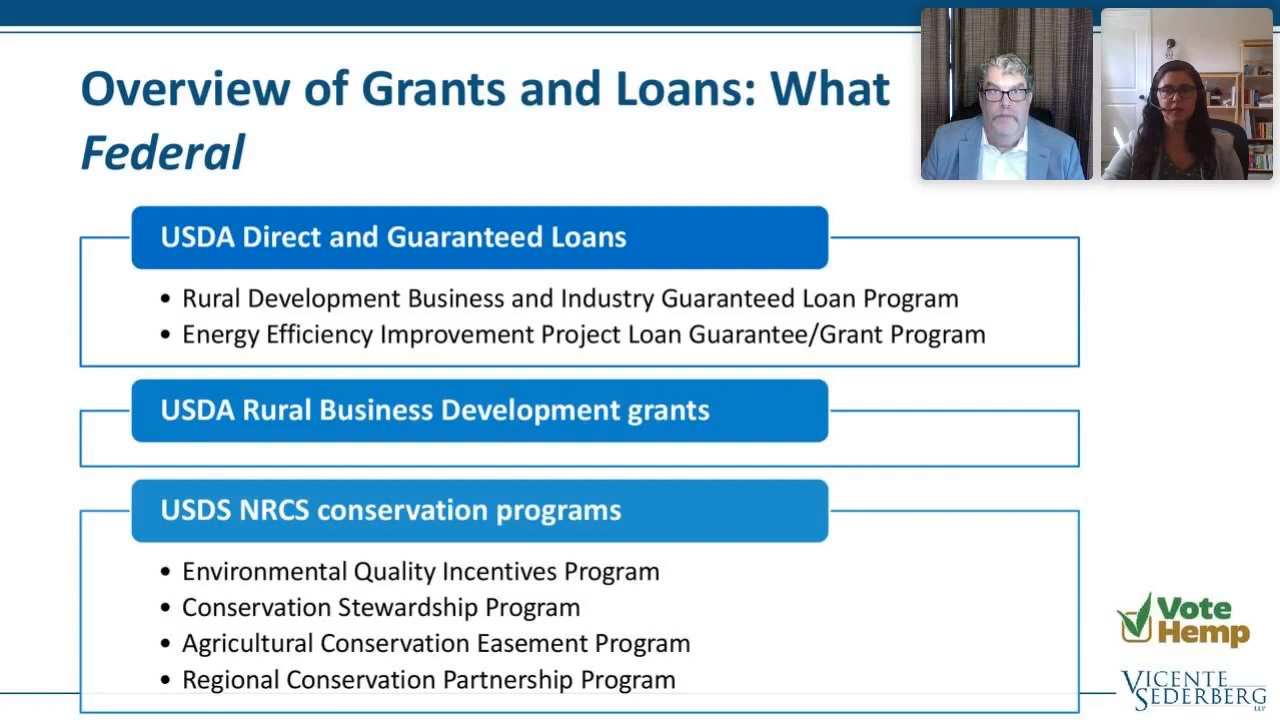 Overview of Grants and Loans: What
Federal
USDA Direct and Guaranteed Loans
• Rural Development Business and Industry Guaranteed Loan Program
• Energy Efficiency Improvement Project Loan Guarantee/Grant Program
USDA Rural Business Development grants
USDS NRCS conservation programs
• Environmental Quality Incentives Program
• Conservation Stewardship Program
• Agricultural Conservation Easement Program
• Regional Conservation Partnership Program
Vote
Hemp
VICENTE
SEDERBERG
LLP